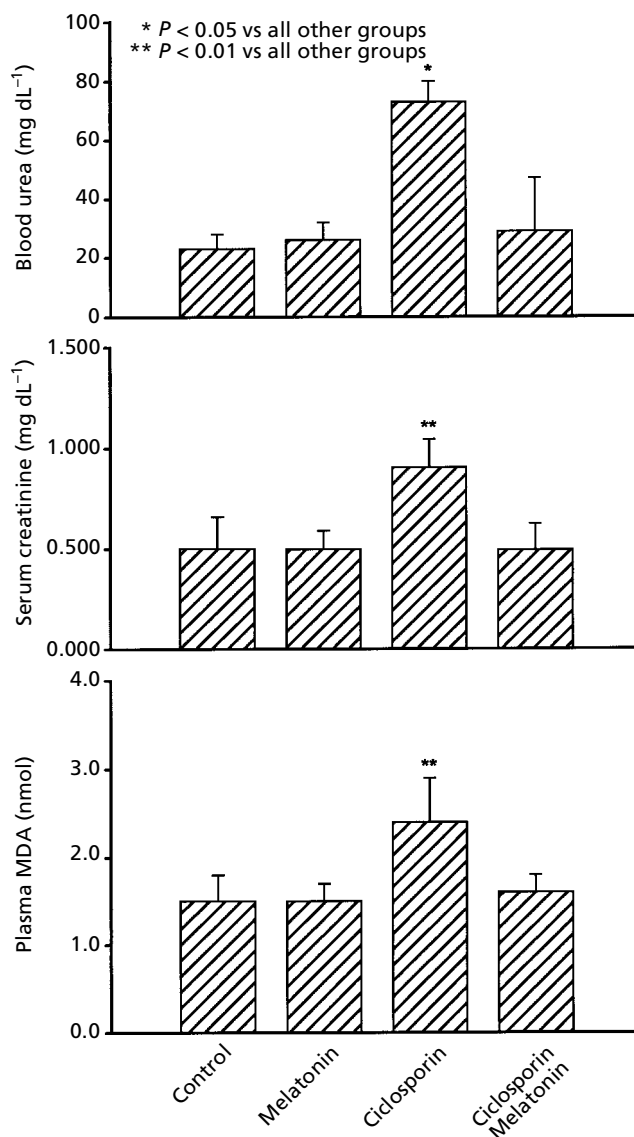 * P < 0.05 vs all other groups
** P < 0.01 vs all other groups
Blood urea (mg dL⁻¹)
100
80
60
40
20
0
*
Serum creatinine (mg dL⁻¹)
1.500
1.000
0.500
0.000
**
Plasma MDA (nmol)
4.0
3.0
2.0
1.0
0.0
**
Control
Melatonin
Ciclosporin
Ciclosporin
Melatonin